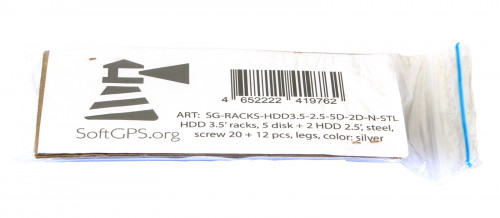 4 652222 419762
ART: SG-RACKS-HDD3.5-2.5-5D-2D-N-STL
HDD 3.5' racks, 5 disk + 2 HDD 2.5', steel,
screw 20 + 12 pcs, legs, color: silver
SoftGPS.org